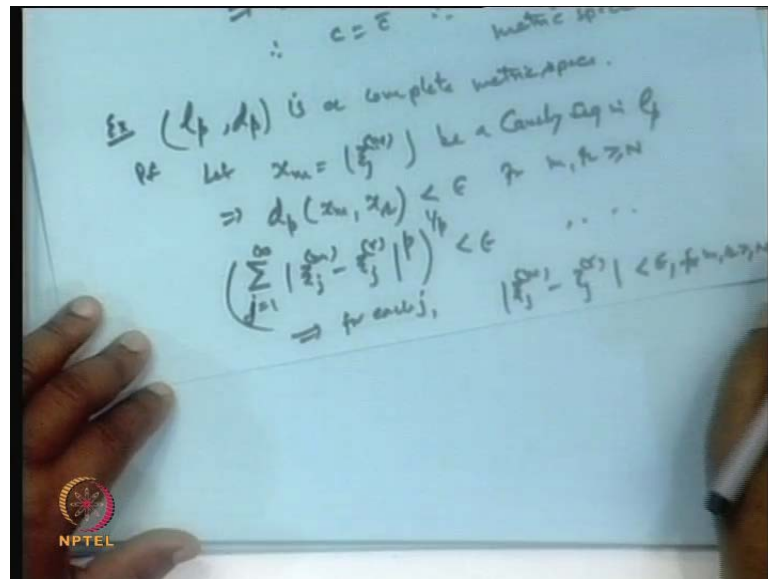 ∴ c = c̄ ∴ metric space
Ex (lₚ, dₚ) is a complete metric space.
Pf Let xₘ = (ξⱼ⁽ᵐ⁾) be a Cauchy Seq in lₚ
⇒ dₚ(xₘ, xᵣ) < ε for m, r ≥ N
(∑_{j=1}^{∞} |ξⱼ⁽ᵐ⁾ - ξⱼ⁽ʳ⁾|ᵖ)^{1/p} < ε ....
⇒ for each j, |ξⱼ⁽ᵐ⁾ - ξⱼ⁽ʳ⁾| < ε, for m, r ≥ N
NPTEL